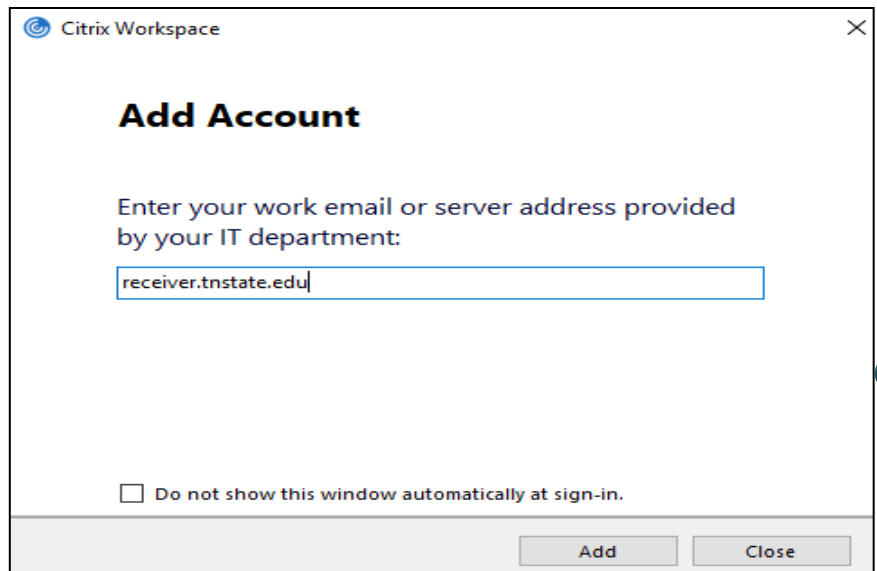 Citrix Workspace
Add Account
Enter your work email or server address provided
by your IT department:
receiver.tnstate.edu
Do not show this window automatically at sign-in.
Add Close